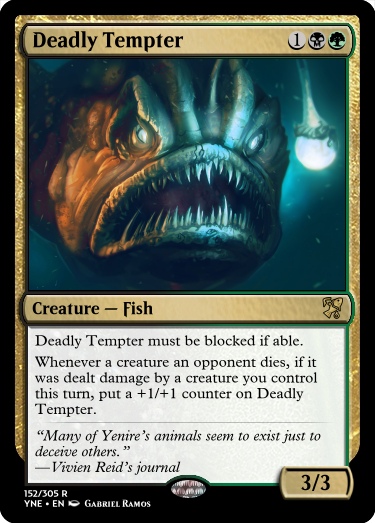 Deadly Tempter 1
Creature — Fish
Deadly Tempter must be blocked if able.
Whenever a creature an opponent dies, if it
was dealt damage by a creature you control
this turn, put a +1/+1 counter on Deadly
Tempter.
“Many of Yenire’s animals seem to exist just to
deceive others.”
—Vivien Reid’s journal
3/3
152/305 R
YNE • EN Gabriel Ramos